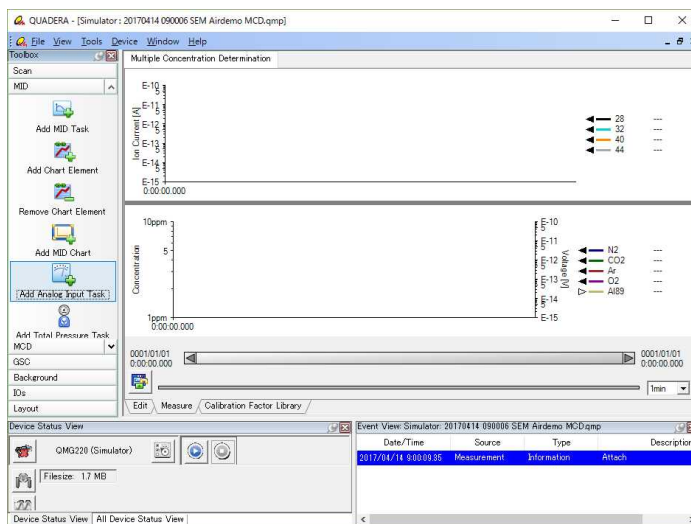 QUADERA - [Simulator : 20170414 090006 SEM Airdemo MCD.qmp]
File View Tools Device Window Help
Toolbox
Scan
MID
Add MID Task
Add Chart Element
Remove Chart Element
Add MID Chart
Add Analog Input Task
Add Total Pressure Task
MCD
GSC
Background
IOs
Layout
Multiple Concentration Determination
Ion Current [A]
E-10
5
E-11
5
E-12
5
E-13
5
E-14
5
E-15
0:00:00.000
28 ---
32 ---
40 ---
44 ---
Concentration
10ppm
5
1ppm
0:00:00.000
E-10
5
E-11
5
E-12
5
E-13
5
E-14
5
E-15
Voltage [V]
N2 ---
CO2 ---
Ar ---
O2 ---
AI89 ---
0001/01/01
0:00:00.000
0001/01/01
0:00:00.000
1min
Edit Measure Calibration Factor Library
Device Status View
QMG220 (Simulator)
Filesize: 1.7 MB
Device Status View All Device Status View
Event View: Simulator: 20170414 090006 SEM Airdemo MCD.qmp
Date/Time Source Type Description
2017/04/14 9:00:09.35 Measurement Information Attach